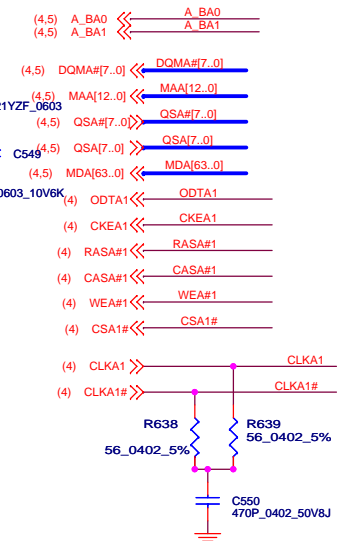 (4,5) A_BA0 A_BA0
(4,5) A_BA1 A_BA1
(4,5) DQMA#[7..0] DQMA#[7..0]
(4,5) MAA[12..0] MAA[12..0]
21YZF_0603
(4,5) QSA#[7..0] QSA#[7..0]
C549
(4,5) QSA[7..0] QSA[7..0]
(4,5) MDA[63..0] MDA[63..0]
0603_10V6K
(4) ODTA1 ODTA1
(4) CKEA1 CKEA1
(4) RASA#1 RASA#1
(4) CASA#1 CASA#1
(4) WEA#1 WEA#1
(4) CSA1# CSA1#
(4) CLKA1 CLKA1
(4) CLKA1# CLKA1#
R638 R639
56_0402_5% 56_0402_5%
C550
470P_0402_50V8J